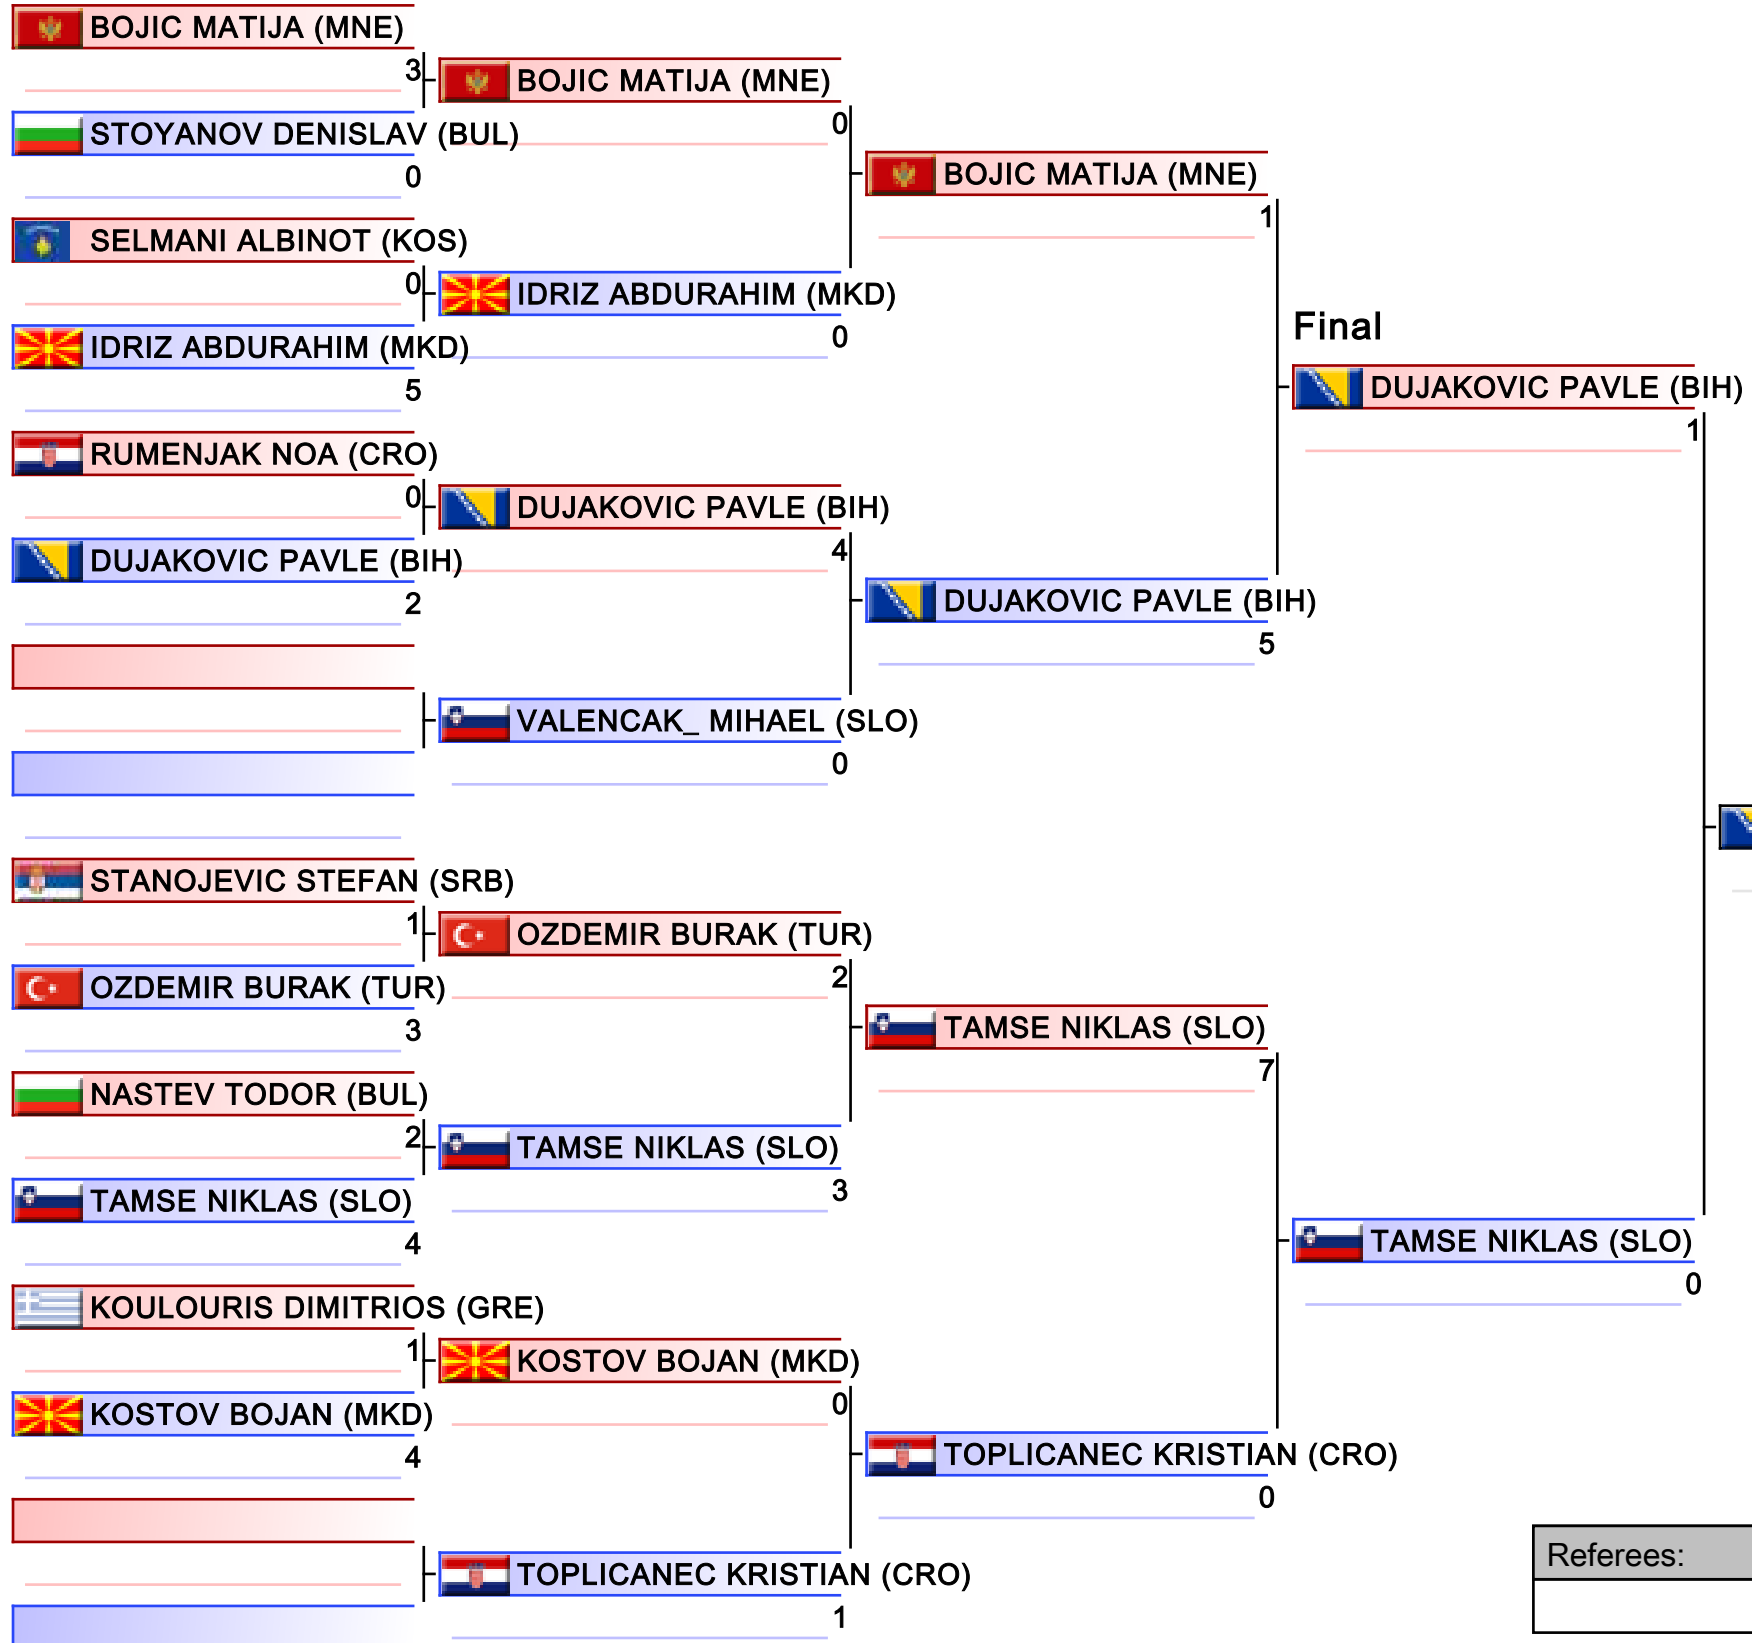 BOJIC MATIJA (MNE)
3
STOYANOV DENISLAV (BUL)
0
SELMANI ALBINOT (KOS)
0
IDRIZ ABDURAHIM (MKD)
5
RUMENJAK NOA (CRO)
0
DUJAKOVIC PAVLE (BIH)
2
STANOJEVIC STEFAN (SRB)
1
OZDEMIR BURAK (TUR)
3
NASTEV TODOR (BUL)
2
TAMSE NIKLAS (SLO)
4
KOULOURIS DIMITRIOS (GRE)
1
KOSTOV BOJAN (MKD)
4
BOJIC MATIJA (MNE)
0
IDRIZ ABDURAHIM (MKD)
0
DUJAKOVIC PAVLE (BIH)
4
VALENCAK_ MIHAEL (SLO)
0
OZDEMIR BURAK (TUR)
2
TAMSE NIKLAS (SLO)
3
KOSTOV BOJAN (MKD)
0
TOPLICANEC KRISTIAN (CRO)
1
BOJIC MATIJA (MNE)
1
DUJAKOVIC PAVLE (BIH)
5
TAMSE NIKLAS (SLO)
7
TOPLICANEC KRISTIAN (CRO)
0
Final
DUJAKOVIC PAVLE (BIH)
1
TAMSE NIKLAS (SLO)
0
Referees: